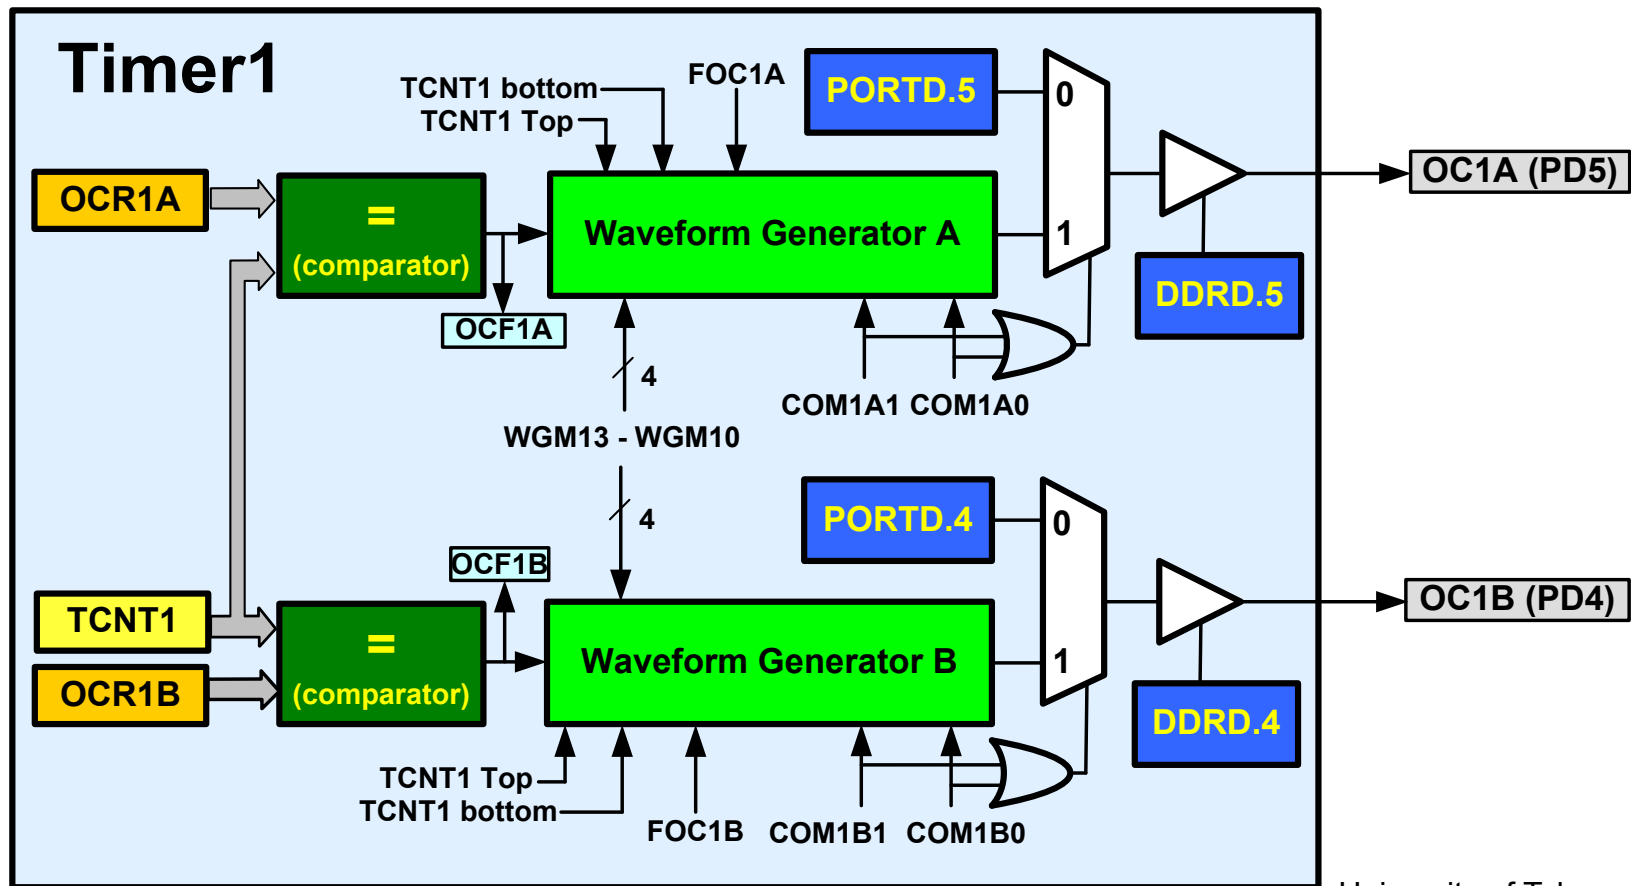 Timer1
TCNT1 bottom
TCNT1 Top
FOC1A
PORTD.5
0
1
OCR1A
=
(comparator)
Waveform Generator A
OC1A (PD5)
DDRD.5
OCF1A
4
COM1A1 COM1A0
WGM13 - WGM10
4
PORTD.4
0
1
OCF1B
TCNT1
OCR1B
=
(comparator)
Waveform Generator B
OC1B (PD4)
DDRD.4
TCNT1 Top
TCNT1 bottom
FOC1B
COM1B1 COM1B0